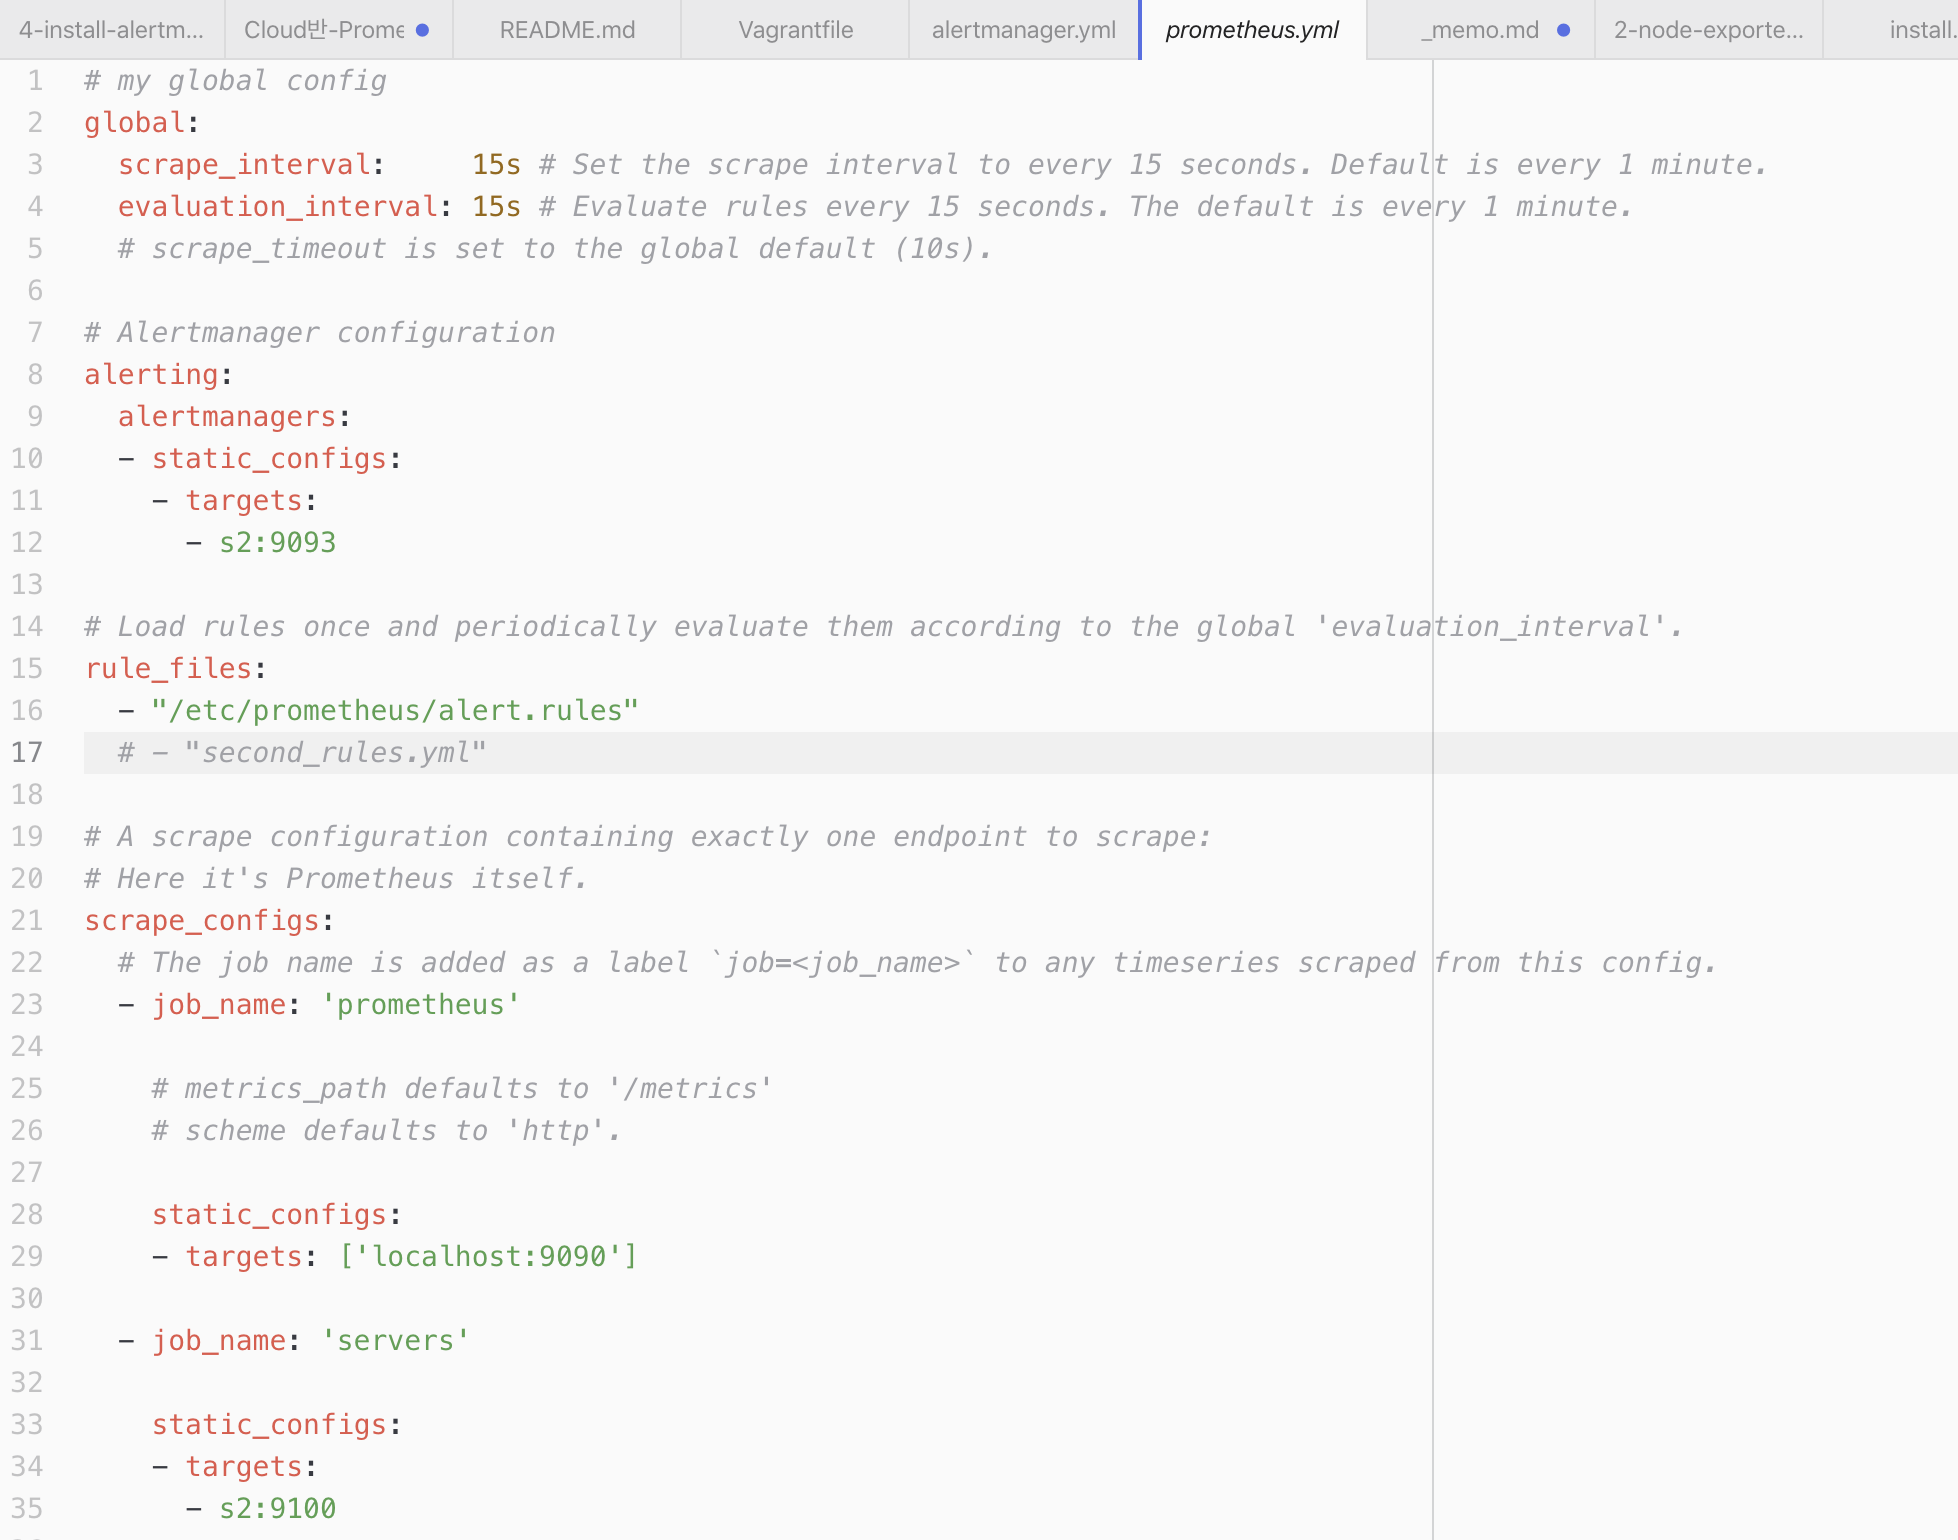 4-install-alertm...
Cloud반-Prome
README.md
Vagrantfile
alertmanager.yml
prometheus.yml
_memo.md
2-node-exporte...
install.
1 # my global config
2 global:
3   scrape_interval:     15s # Set the scrape interval to every 15 seconds. Default is every 1 minute.
4   evaluation_interval: 15s # Evaluate rules every 15 seconds. The default is every 1 minute.
5   # scrape_timeout is set to the global default (10s).
6
7 # Alertmanager configuration
8 alerting:
9   alertmanagers:
10   - static_configs:
11     - targets:
12       - s2:9093
13
14 # Load rules once and periodically evaluate them according to the global 'evaluation_interval'.
15 rule_files:
16   - "/etc/prometheus/alert.rules"
17   # - "second_rules.yml"
18
19 # A scrape configuration containing exactly one endpoint to scrape:
20 # Here it's Prometheus itself.
21 scrape_configs:
22   # The job name is added as a label `job=<job_name>` to any timeseries scraped from this config.
23   - job_name: 'prometheus'
24
25     # metrics_path defaults to '/metrics'
26     # scheme defaults to 'http'.
27
28     static_configs:
29     - targets: ['localhost:9090']
30
31   - job_name: 'servers'
32
33     static_configs:
34     - targets:
35       - s2:9100